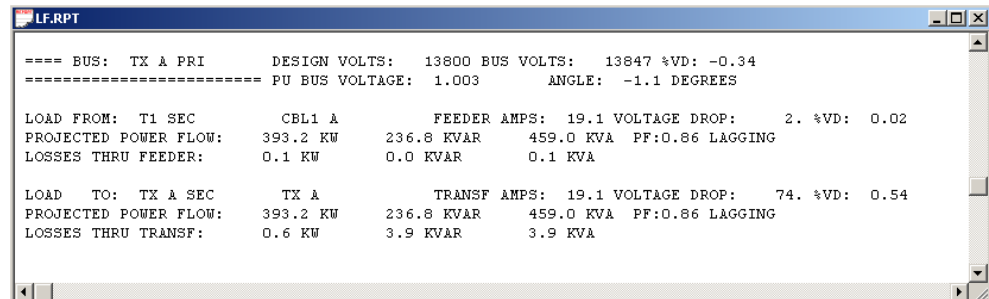 LF.RPT
==== BUS: TX A PRI DESIGN VOLTS: 13800 BUS VOLTS: 13847 %VD: -0.34
========================= PU BUS VOLTAGE: 1.003 ANGLE: -1.1 DEGREES
LOAD FROM: T1 SEC CBL1 A FEEDER AMPS: 19.1 VOLTAGE DROP: 2. %VD: 0.02
PROJECTED POWER FLOW: 393.2 KW 236.8 KVAR 459.0 KVA PF:0.86 LAGGING
LOSSES THRU FEEDER: 0.1 KW 0.0 KVAR 0.1 KVA
LOAD TO: TX A SEC TX A TRANSF AMPS: 19.1 VOLTAGE DROP: 74. %VD: 0.54
PROJECTED POWER FLOW: 393.2 KW 236.8 KVAR 459.0 KVA PF:0.86 LAGGING
LOSSES THRU TRANSF: 0.6 KW 3.9 KVAR 3.9 KVA